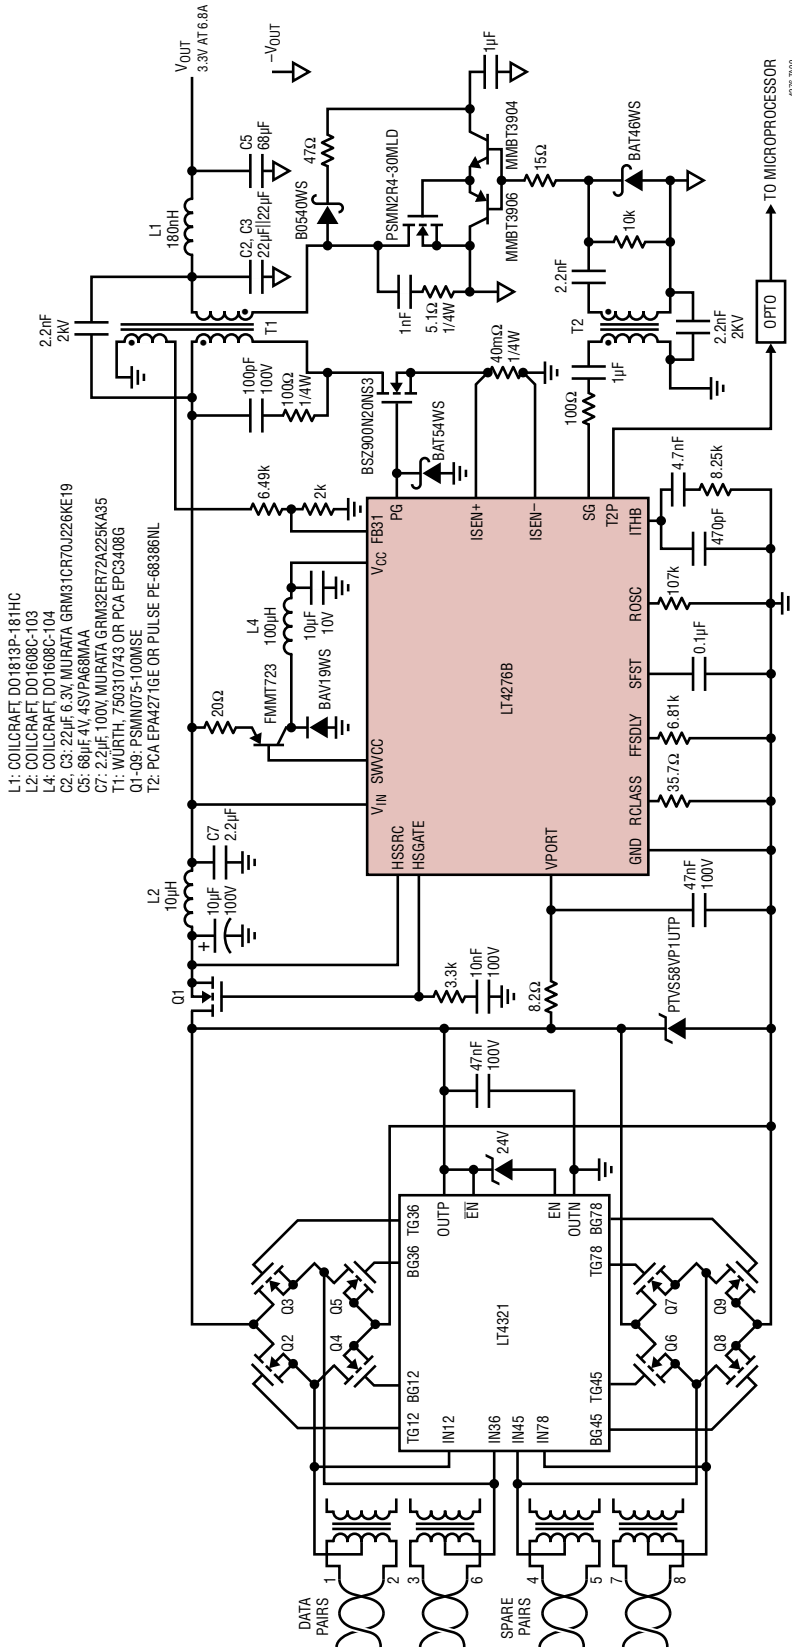 L1: COILCRAFT, DO1813P-181HC
L2: COILCRAFT, DO1608C-103
L4: COILCRAFT, DO1608C-104
C2, C3: 22µF, 6.3V, MURATA GRM31CR70J226KE19
C5: 68µF, 4V, 4SVPA68MAA
C7: 2.2µF, 100V, MURATA GRM32ER72A225KA35
T1: WÜRTH, 750310743 OR PCA EPC3408G
Q1-Q9: PSMN075-100MSE
T2: PCA EPA4271GE OR PULSE PE-68386NL
DATA
PAIRS
1
2
3
6
SPARE
PAIRS
4
5
7
8
Q2
Q3
Q4
Q5
TG12
BG12
BG36
TG36
IN12
IN36
IN45
IN78
LT4321
OUTP
EN
EN
OUTN
BG45
TG45
TG78
BG78
Q6
Q7
Q8
Q9
24V
47nF
100V
Q1
3.3k
10nF
100V
8.2Ω
PTVS58VP1UTP
47nF
100V
+
10µF
100V
L2
10µH
C7
2.2µF
20Ω
FMMT723
BAV19WS
L4
100µH
10µF
10V
6.49k
2k
HSSRC
HSGATE
VIN
SWVCC
VCC
FB31
PG
VPORT
LT4276B
ISEN+
ISEN–
SG
T2P
GND
RCLASS
FFSDLY
SFST
ROSC
ITHB
35.7Ω
6.81k
0.1µF
107k
470pF
4.7nF
8.25k
2.2nF
2kV
100pF
100V
100Ω
1/4W
T1
BSZ900N20NS3
BAT54WS
40mΩ
1/4W
100Ω
1µF
T2
2.2nF
2.2nF
2KV
10k
BAT46WS
15Ω
MMBT3906
MMBT3904
1nF
5.1Ω
1/4W
PSMN2R4-30MLD
B0540WS
47Ω
1µF
L1
180nH
C2, C3
22µF||22µF
C5
68µF
VOUT
3.3V AT 6.8A
–VOUT
OPTO
TO MICROPROCESSOR